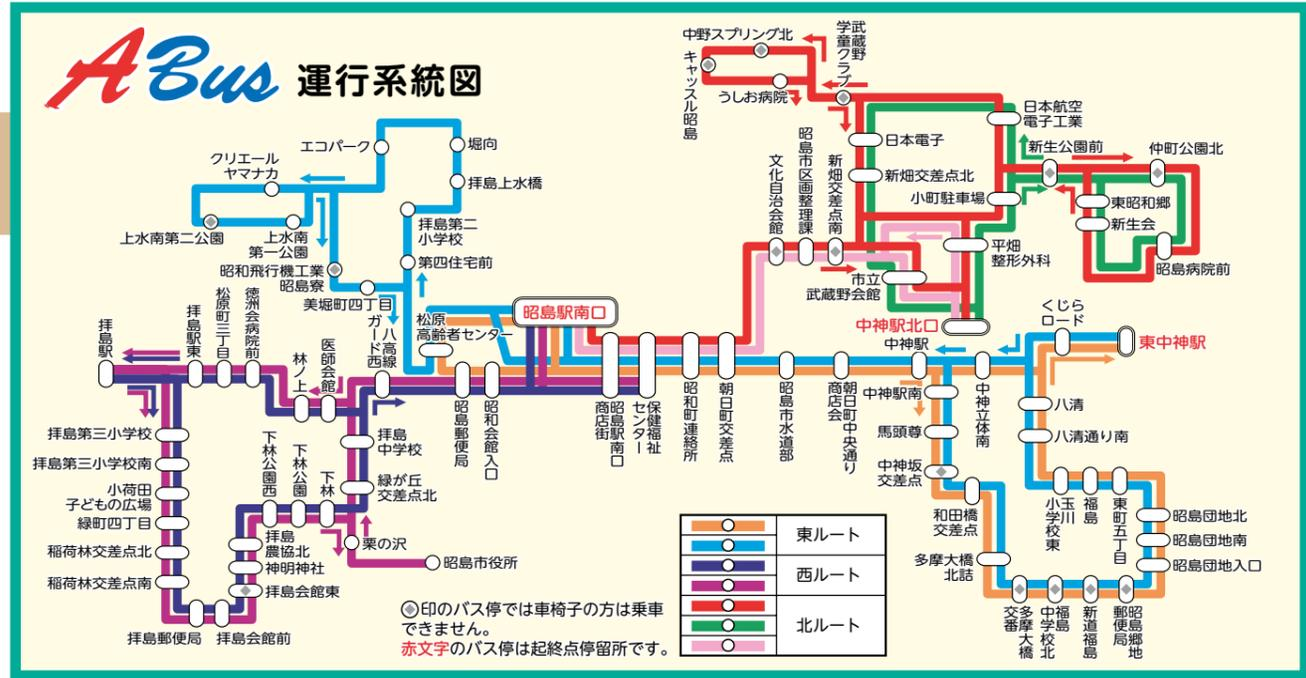 ABus 運行系統図
中野スプリング北
武蔵野
学童クラブ
キャッスル昭島
うしお病院
日本航空
電子工業
日本電子
新生公園前
仲町公園北
新畑交差点北
小町駐車場
東昭和郷
新生会
昭島病院前
平畑
整形外科
文化自治会館
昭島市区画整理課
新畑交差点南
市立
武蔵野会館
中神駅北口
エコパーク
堀向
クリエール
ヤマナカ
拝島上水橋
上水南第二公園
上水南
第一公園
拝島第二
小学校
昭和飛行機工業
昭島寮
第四住宅前
美堀町四丁目
松原
高齢者センター
昭島駅南口
八高線
ガード西
拝島駅
拝島駅東
松原町三丁目
徳洲会病院前
林ノ上
医師会館
昭島郵便局
昭和会館入口
昭島駅南口
商店街
保健福祉
センター
昭和町連絡所
朝日町交差点
昭島市水道部
朝日町中央通り
商店会
中神駅
中神立体南
くじら
ロード
東中神駅
中神駅南
馬頭尊
中神坂
交差点
和田橋
交差点
多摩大橋
北詰
八清
八清通り南
玉川
小学校東
福島
東町五丁目
昭島団地北
昭島団地南
昭島団地入口
多摩大橋
交番
福島
中学校北
新道福島
昭島郷地
郵便局
拝島第三小学校
拝島第三小学校南
小荷田
子どもの広場
緑町四丁目
稲荷林交差点北
稲荷林交差点南
拝島郵便局
拝島会館前
拝島会館東
神明神社
拝島
農協北
下林公園西
下林公園
下林
拝島
中学校
緑が丘
交差点北
栗の沢
昭島市役所
印のバス停では車椅子の方は乗車
できません。
赤文字のバス停は起終点停留所です。
東ルート
西ルート
北ルート